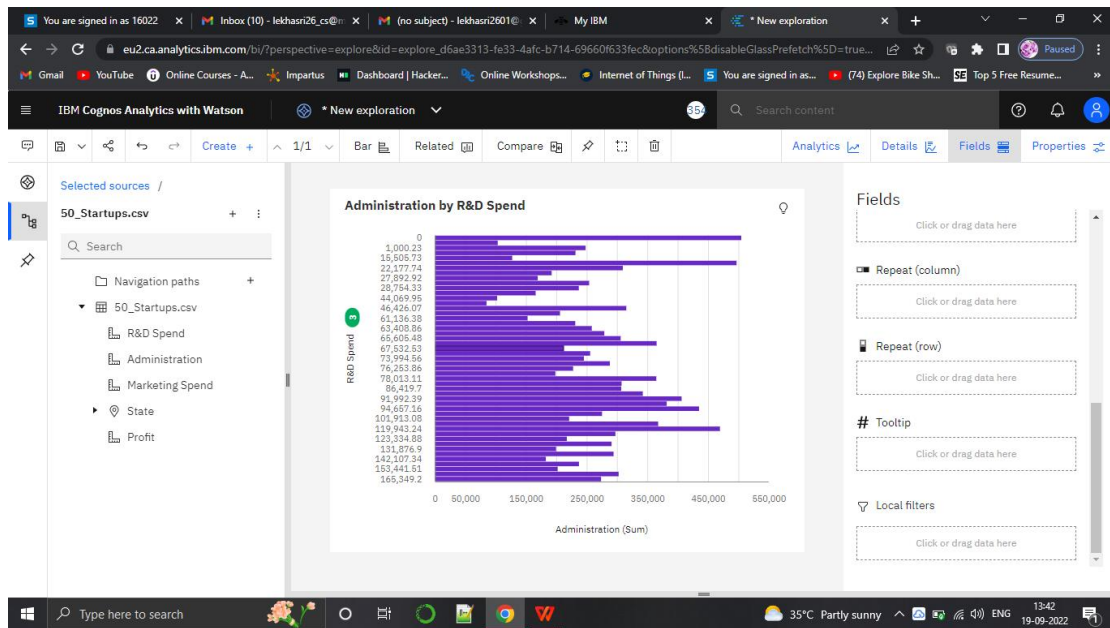 You are signed in as 16022
Inbox (10) - lekhasri26_cs@
(no subject) - lekhasri2601@
My IBM
* New exploration
eu2.ca.analytics.ibm.com/bi/?perspective=explore&id=explore_d6ae3313-fe33-4afc-b714-69660f633fec&options%5BdisableGlassPrefetch%5D=true...
Paused
Gmail YouTube Online Courses - A... Impartus Dashboard | Hacker... Online Workshops... Internet of Things (I... You are signed in as... (74) Explore Bike Sh... Top 5 Free Resume... »
IBM Cognos Analytics with Watson
* New exploration
354
Search content
Create + 1/1 Bar Related Compare Analytics Details Fields Properties
Selected sources /
50_Startups.csv
Search
Navigation paths
50_Startups.csv
R&D Spend
Administration
Marketing Spend
State
Profit
Administration by R&D Spend
0
1,000.23
15,505.73
22,177.74
27,892.92
28,754.33
44,069.95
46,426.07
61,136.38
63,408.86
65,605.48
67,532.53
73,994.56
76,253.86
78,013.11
86,419.7
91,992.39
94,657.16
101,913.08
119,943.24
123,334.88
131,876.9
142,107.34
153,441.51
165,349.2
3
R&D Spend
0 50,000 150,000 250,000 350,000 450,000 550,000
Administration (Sum)
Fields
Click or drag data here
Repeat (column)
Click or drag data here
Repeat (row)
Click or drag data here
# Tooltip
Click or drag data here
Local filters
Click or drag data here
Type here to search
35°C Partly sunny
ENG
13:42
19-09-2022
1